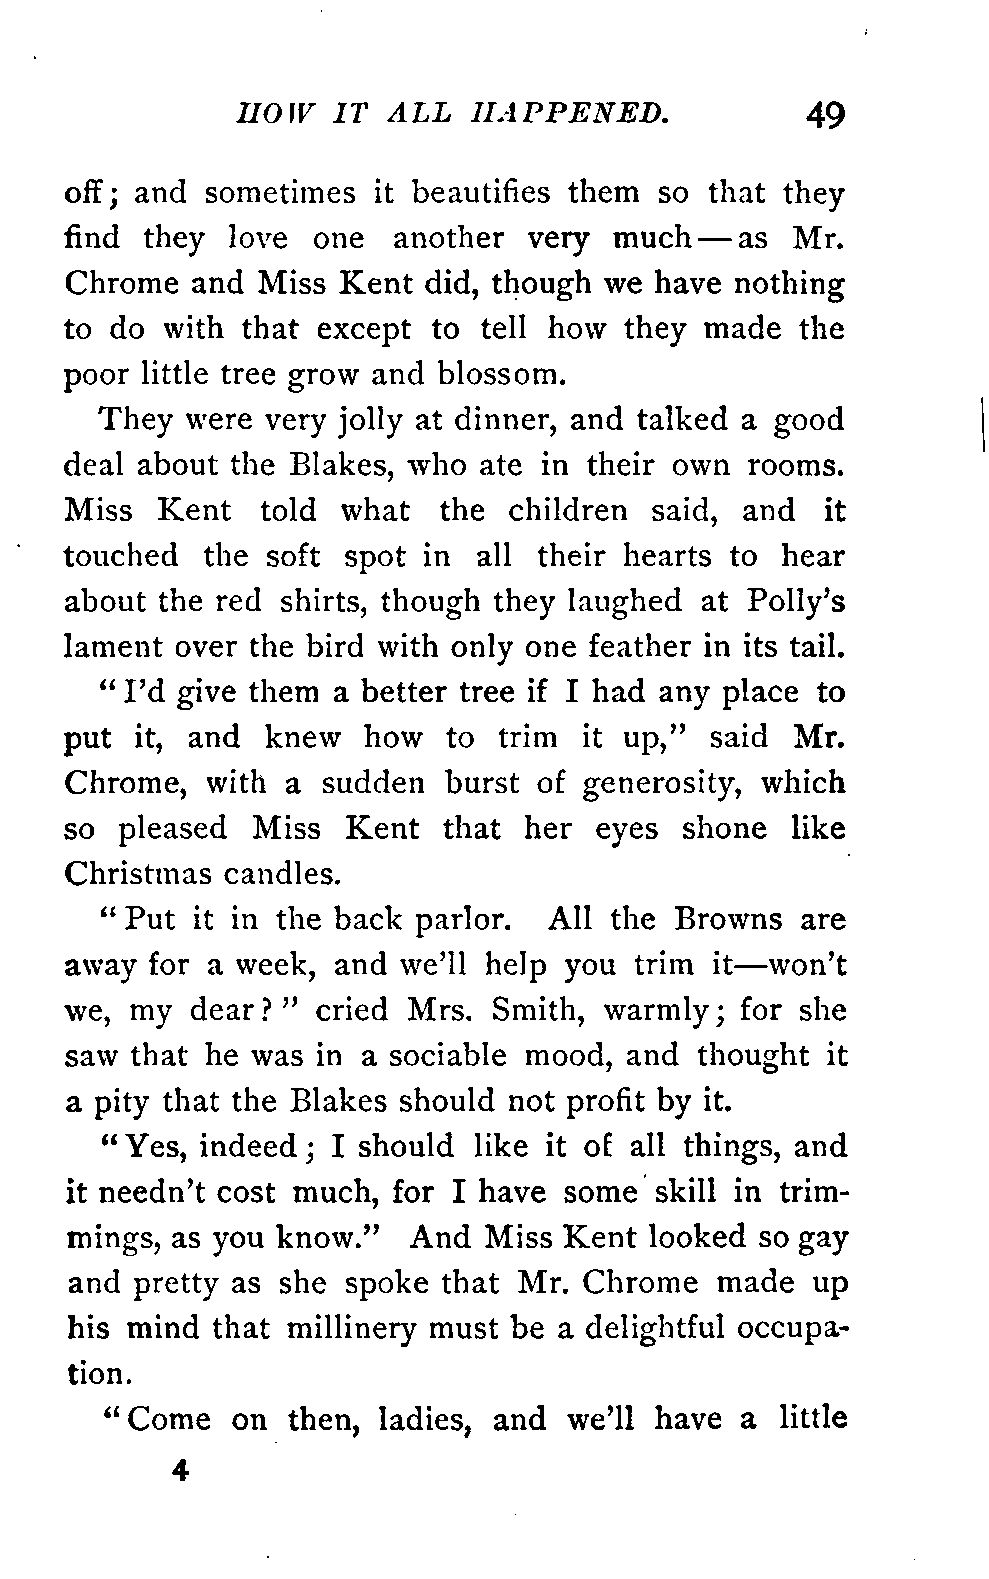 HOW IT ALL HAPPENED. 49
off; and sometimes it beautifies them so that they
find they love one another very much—as Mr.
Chrome and Miss Kent did, though we have nothing
to do with that except to tell how they made the
poor little tree grow and blossom.
They were very jolly at dinner, and talked a good
deal about the Blakes, who ate in their own rooms.
Miss Kent told what the children said, and it
touched the soft spot in all their hearts to hear
about the red shirts, though they laughed at Polly's
lament over the bird with only one feather in its tail.
"I'd give them a better tree if I had any place to
put it, and knew how to trim it up," said Mr.
Chrome, with a sudden burst of generosity, which
so pleased Miss Kent that her eyes shone like
Christmas candles.
"Put it in the back parlor. All the Browns are
away for a week, and we'll help you trim it—won't
we, my dear?" cried Mrs. Smith, warmly; for she
saw that he was in a sociable mood, and thought it
a pity that the Blakes should not profit by it.
"Yes, indeed; I should like it of all things, and
it needn't cost much, for I have some skill in trim-
mings, as you know." And Miss Kent looked so gay
and pretty as she spoke that Mr. Chrome made up
his mind that millinery must be a delightful occupa-
tion.
"Come on then, ladies, and we'll have a little
4